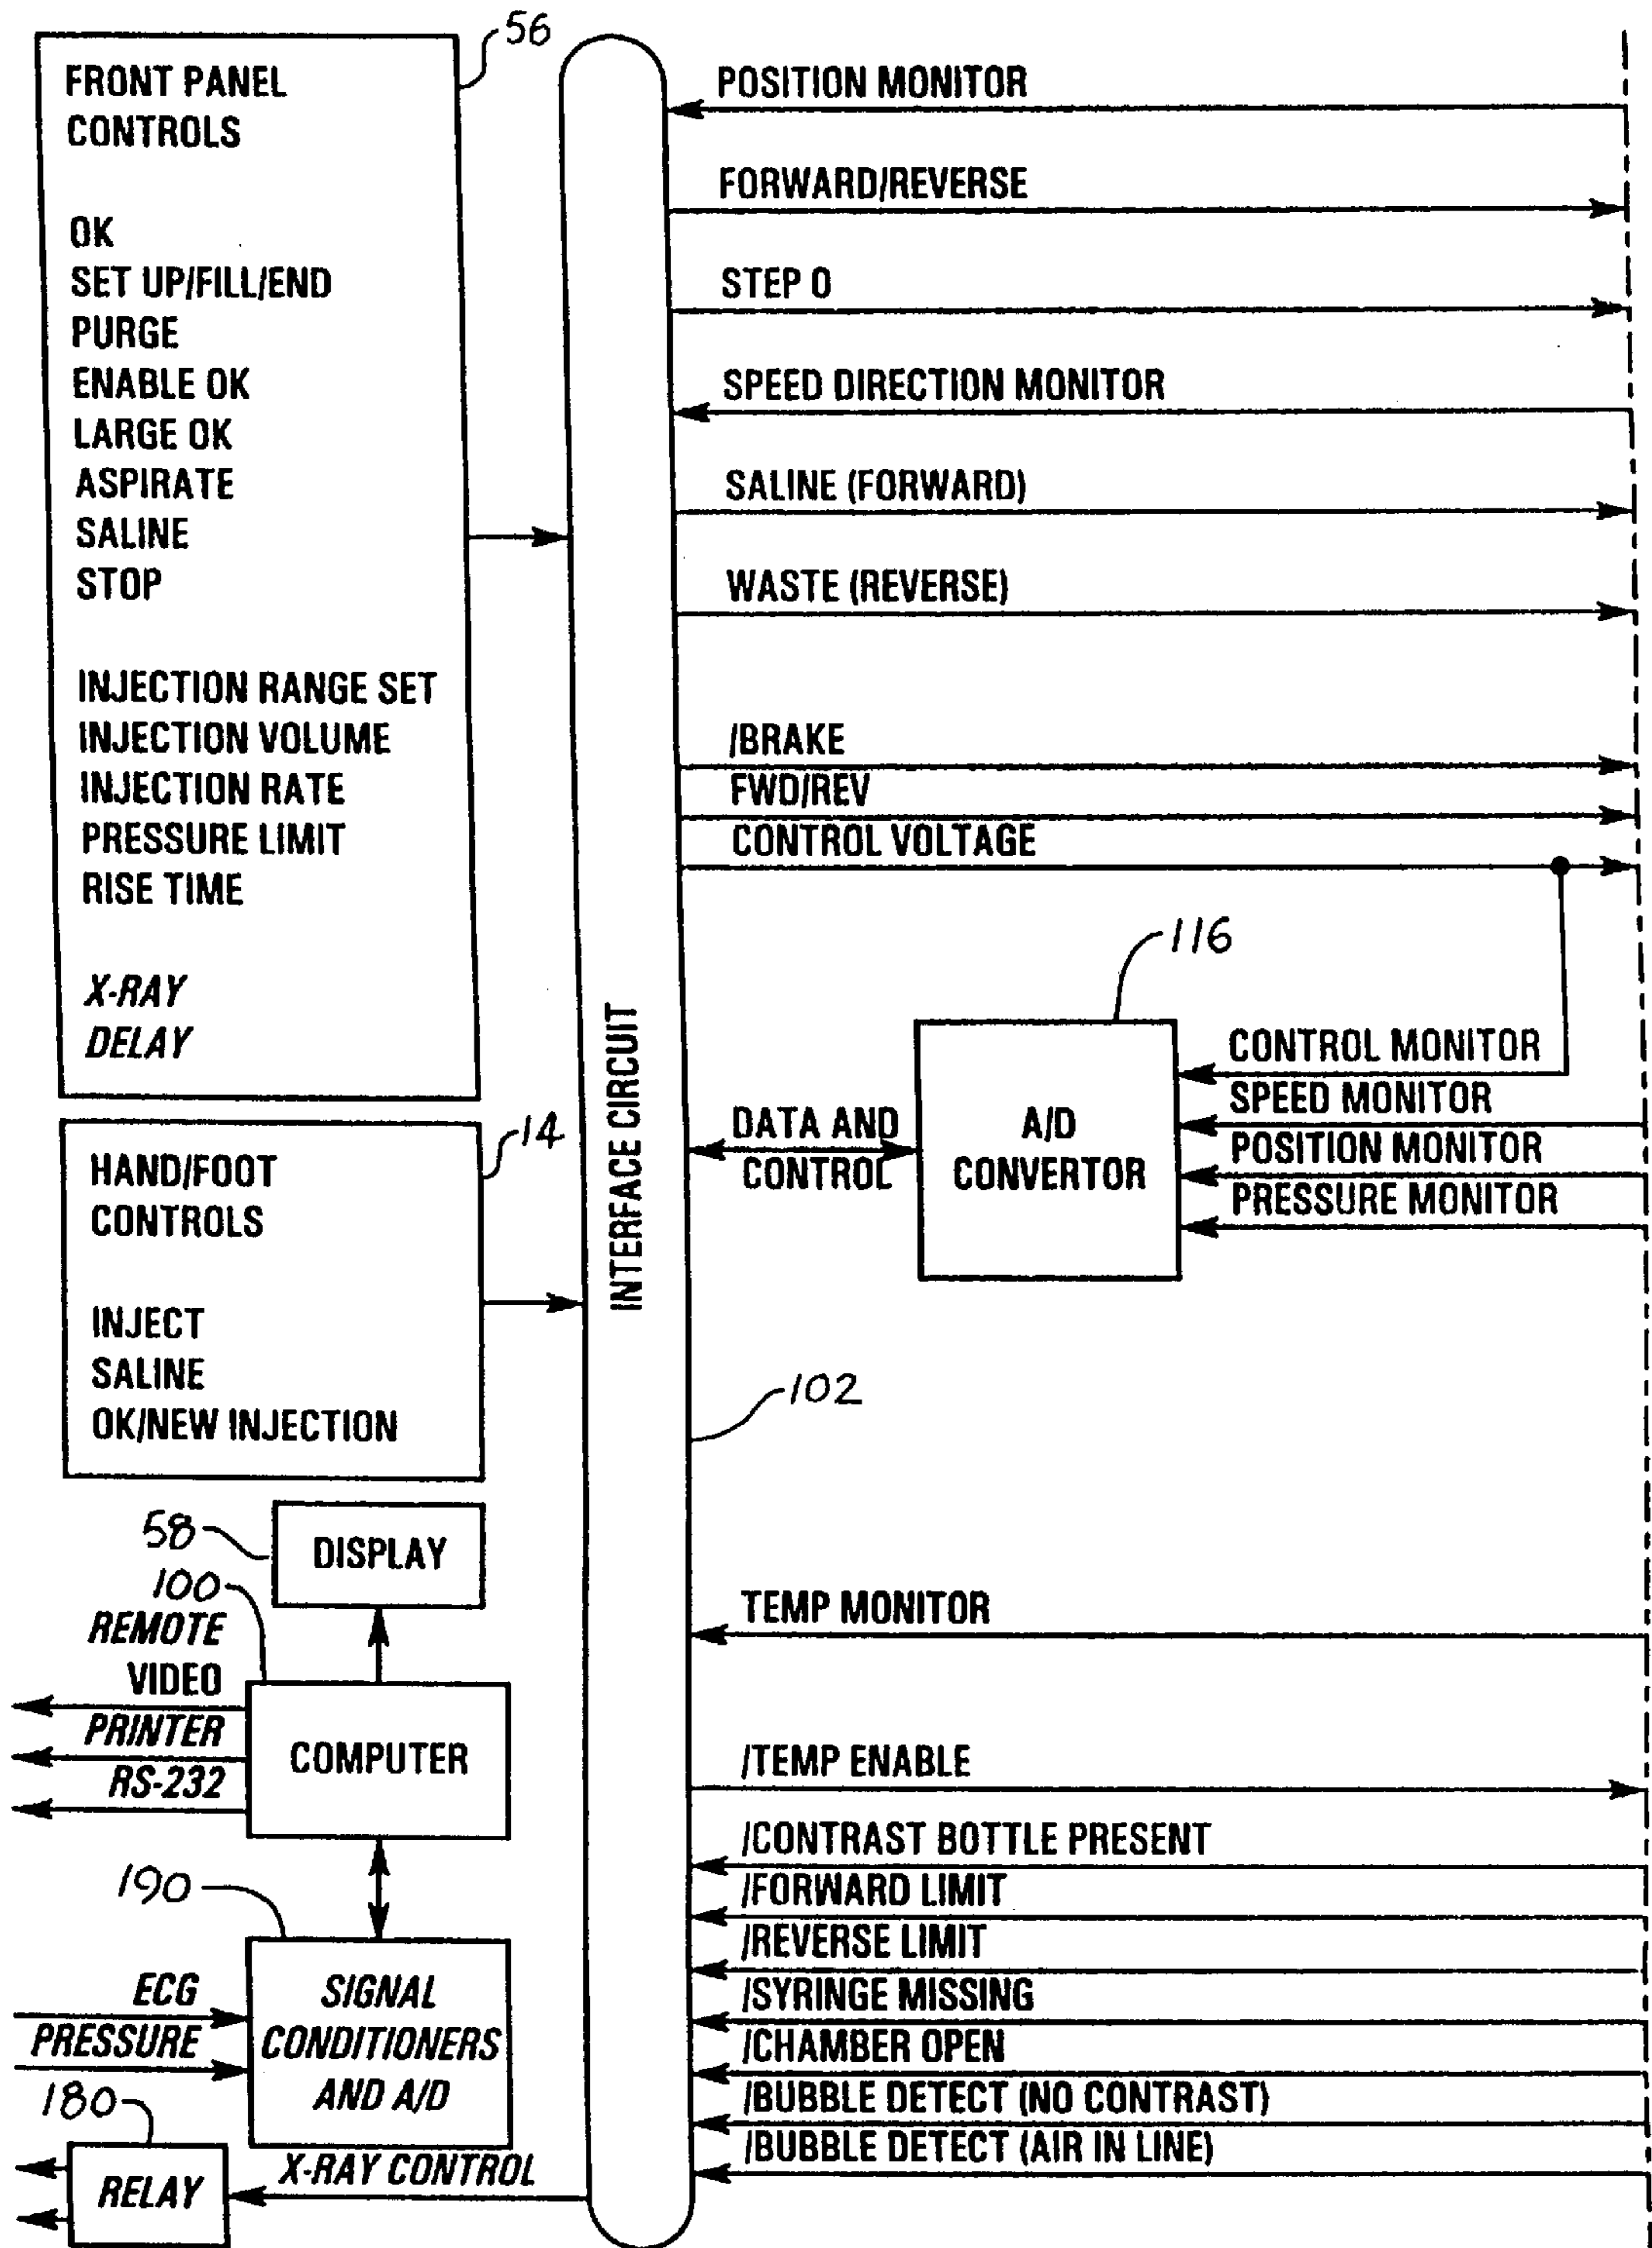 56
FRONT PANEL
CONTROLS
OK
SET UP/FILL/END
PURGE
ENABLE OK
LARGE OK
ASPIRATE
SALINE
STOP
INJECTION RANGE SET
INJECTION VOLUME
INJECTION RATE
PRESSURE LIMIT
RISE TIME
X-RAY
DELAY
14
HAND/FOOT
CONTROLS
INJECT
SALINE
OK/NEW INJECTION
58
DISPLAY
100
REMOTE
VIDEO
PRINTER
RS-232
COMPUTER
190
ECG
PRESSURE
SIGNAL
CONDITIONERS
AND A/D
180
RELAY
X-RAY CONTROL
INTERFACE CIRCUIT
102
POSITION MONITOR
FORWARD/REVERSE
STEP 0
SPEED DIRECTION MONITOR
SALINE (FORWARD)
WASTE (REVERSE)
/BRAKE
FWD/REV
CONTROL VOLTAGE
116
DATA AND
CONTROL
A/D
CONVERTOR
CONTROL MONITOR
SPEED MONITOR
POSITION MONITOR
PRESSURE MONITOR
TEMP MONITOR
/TEMP ENABLE
/CONTRAST BOTTLE PRESENT
/FORWARD LIMIT
/REVERSE LIMIT
/SYRINGE MISSING
/CHAMBER OPEN
/BUBBLE DETECT (NO CONTRAST)
/BUBBLE DETECT (AIR IN LINE)